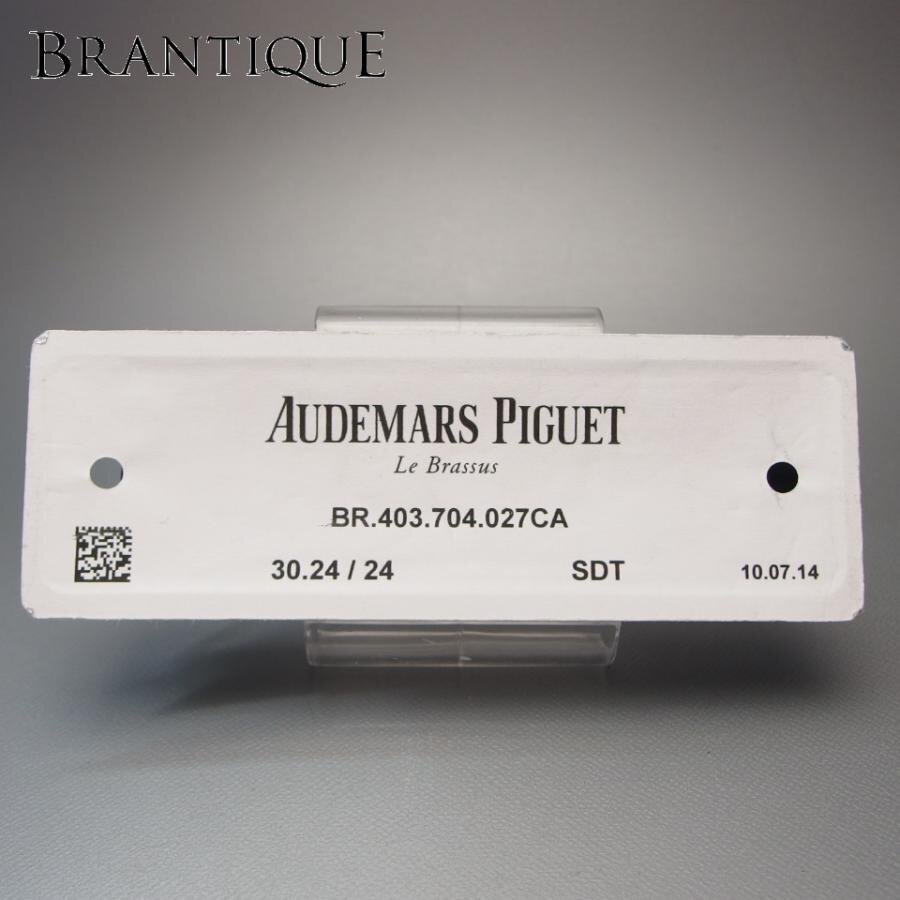 BRANTIQUE
AUDEMARS PIGUET
Le Brassus
BR.403.704.027CA
30.24 / 24 SDT 10.07.14